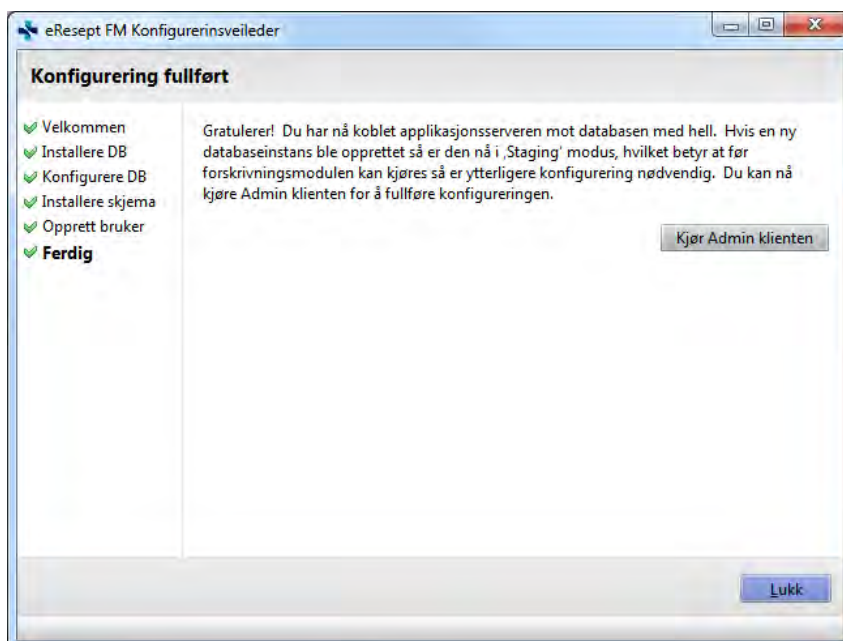 eResept FM Konfigurerinsveileder
Konfigurering fullført
Velkommen
Installere DB
Konfigurere DB
Installere skjema
Opprett bruker
Ferdig
Gratulerer! Du har nå koblet applikasjonsserveren mot databasen med hell. Hvis en ny
databaseinstans ble opprettet så er den nå i ‚Staging' modus, hvilket betyr at før
forskrivningsmodulen kan kjøres så er ytterligere konfigurering nødvendig. Du kan nå
kjøre Admin klienten for å fullføre konfigureringen.
Kjør Admin klienten
Lukk